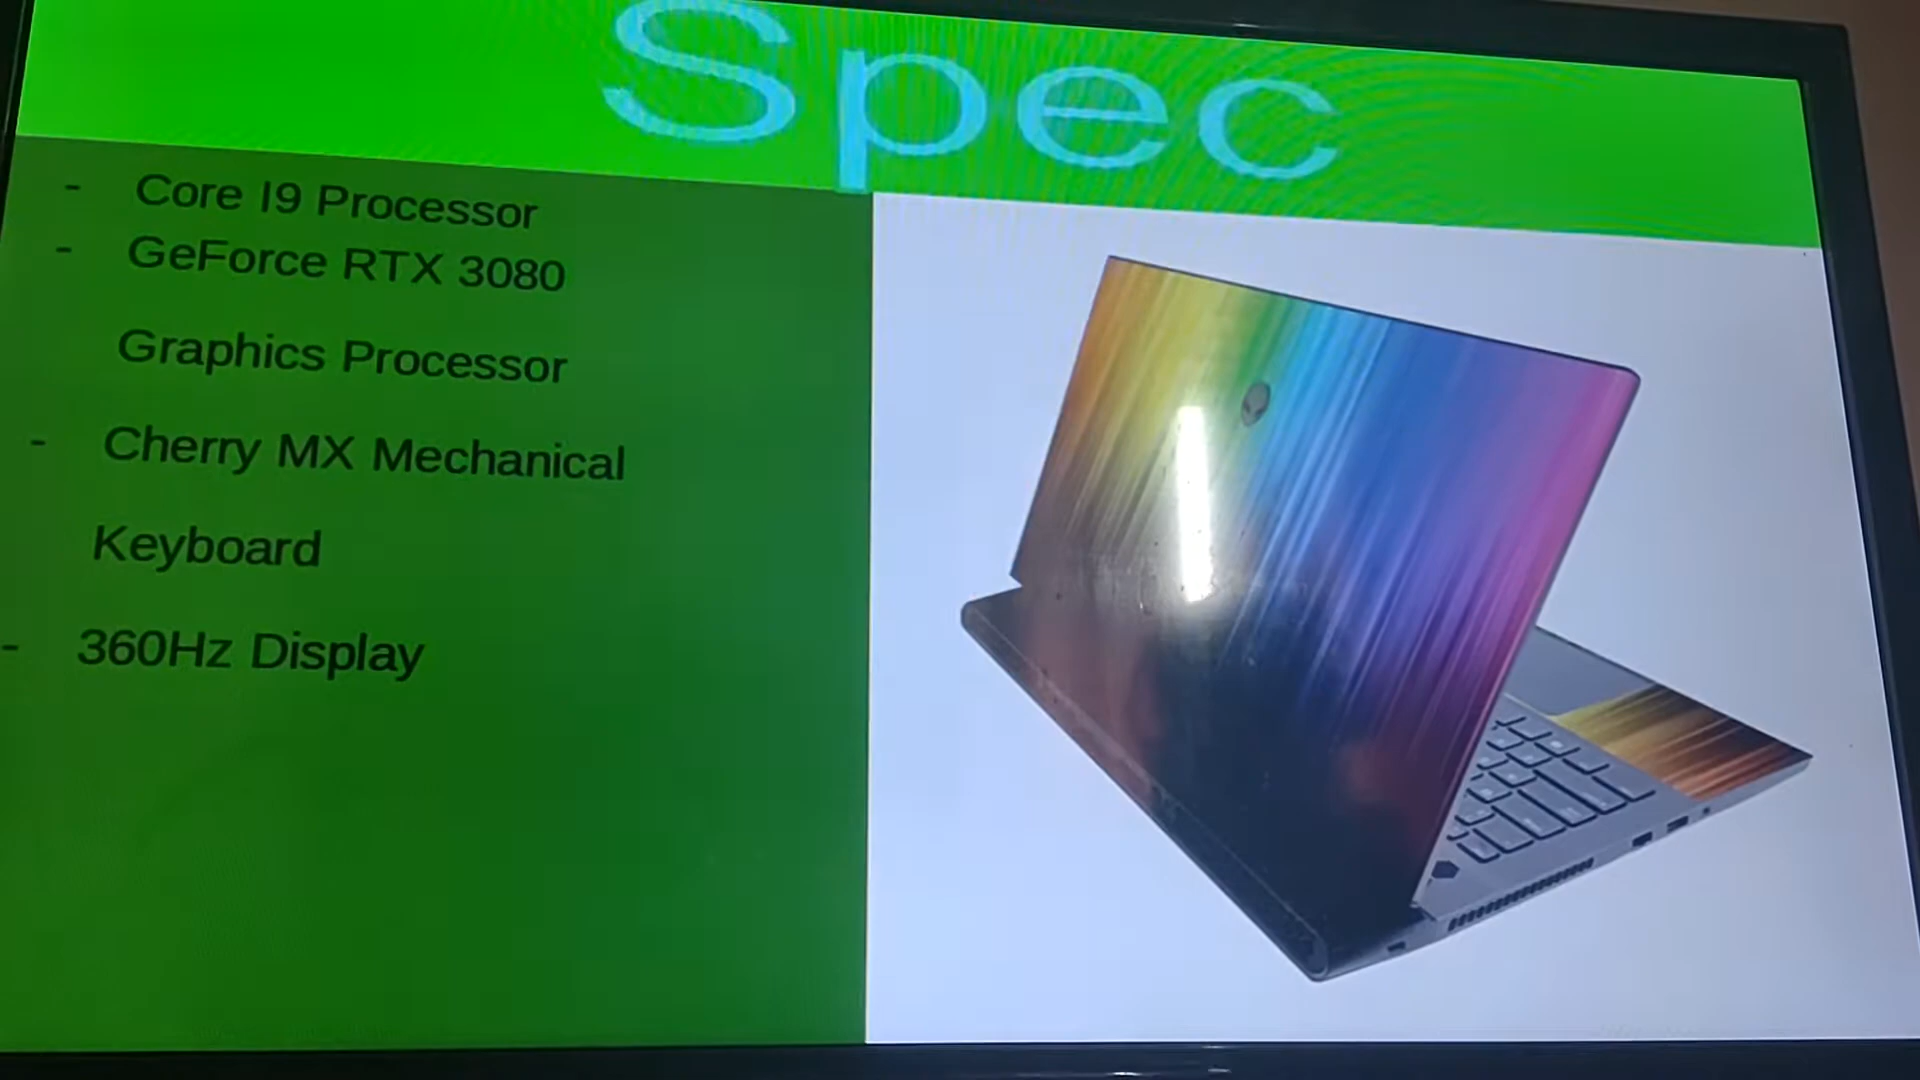 Spec
- Core I9 Processor
- GeForce RTX 3080
Graphics Processor
- Cherry MX Mechanical
Keyboard
- 360Hz Display